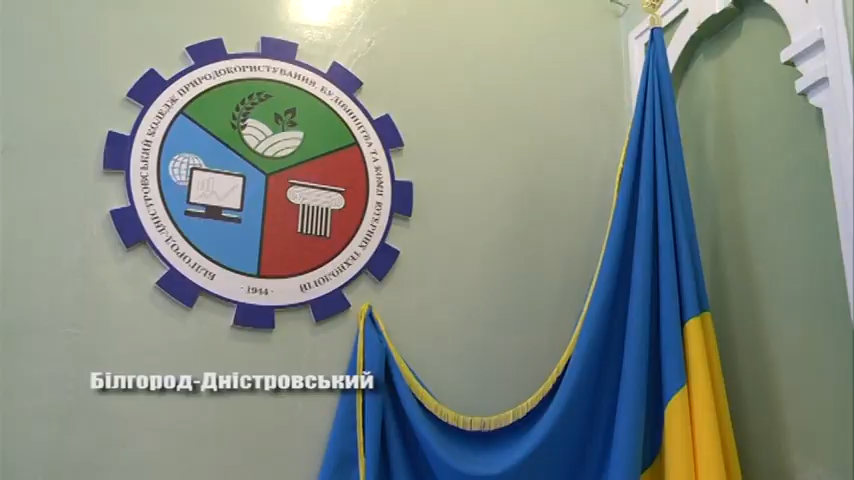 БІЛГОРОД-ДНІСТРОВСЬКИЙ КОЛЕДЖ ПРИРОДОКОРИСТУВАННЯ, БУДІВНИЦТВА ТА КОМП'ЮТЕРНИХ ТЕХНОЛОГІЙ
· 1944 ·
Білгород-Дністровський